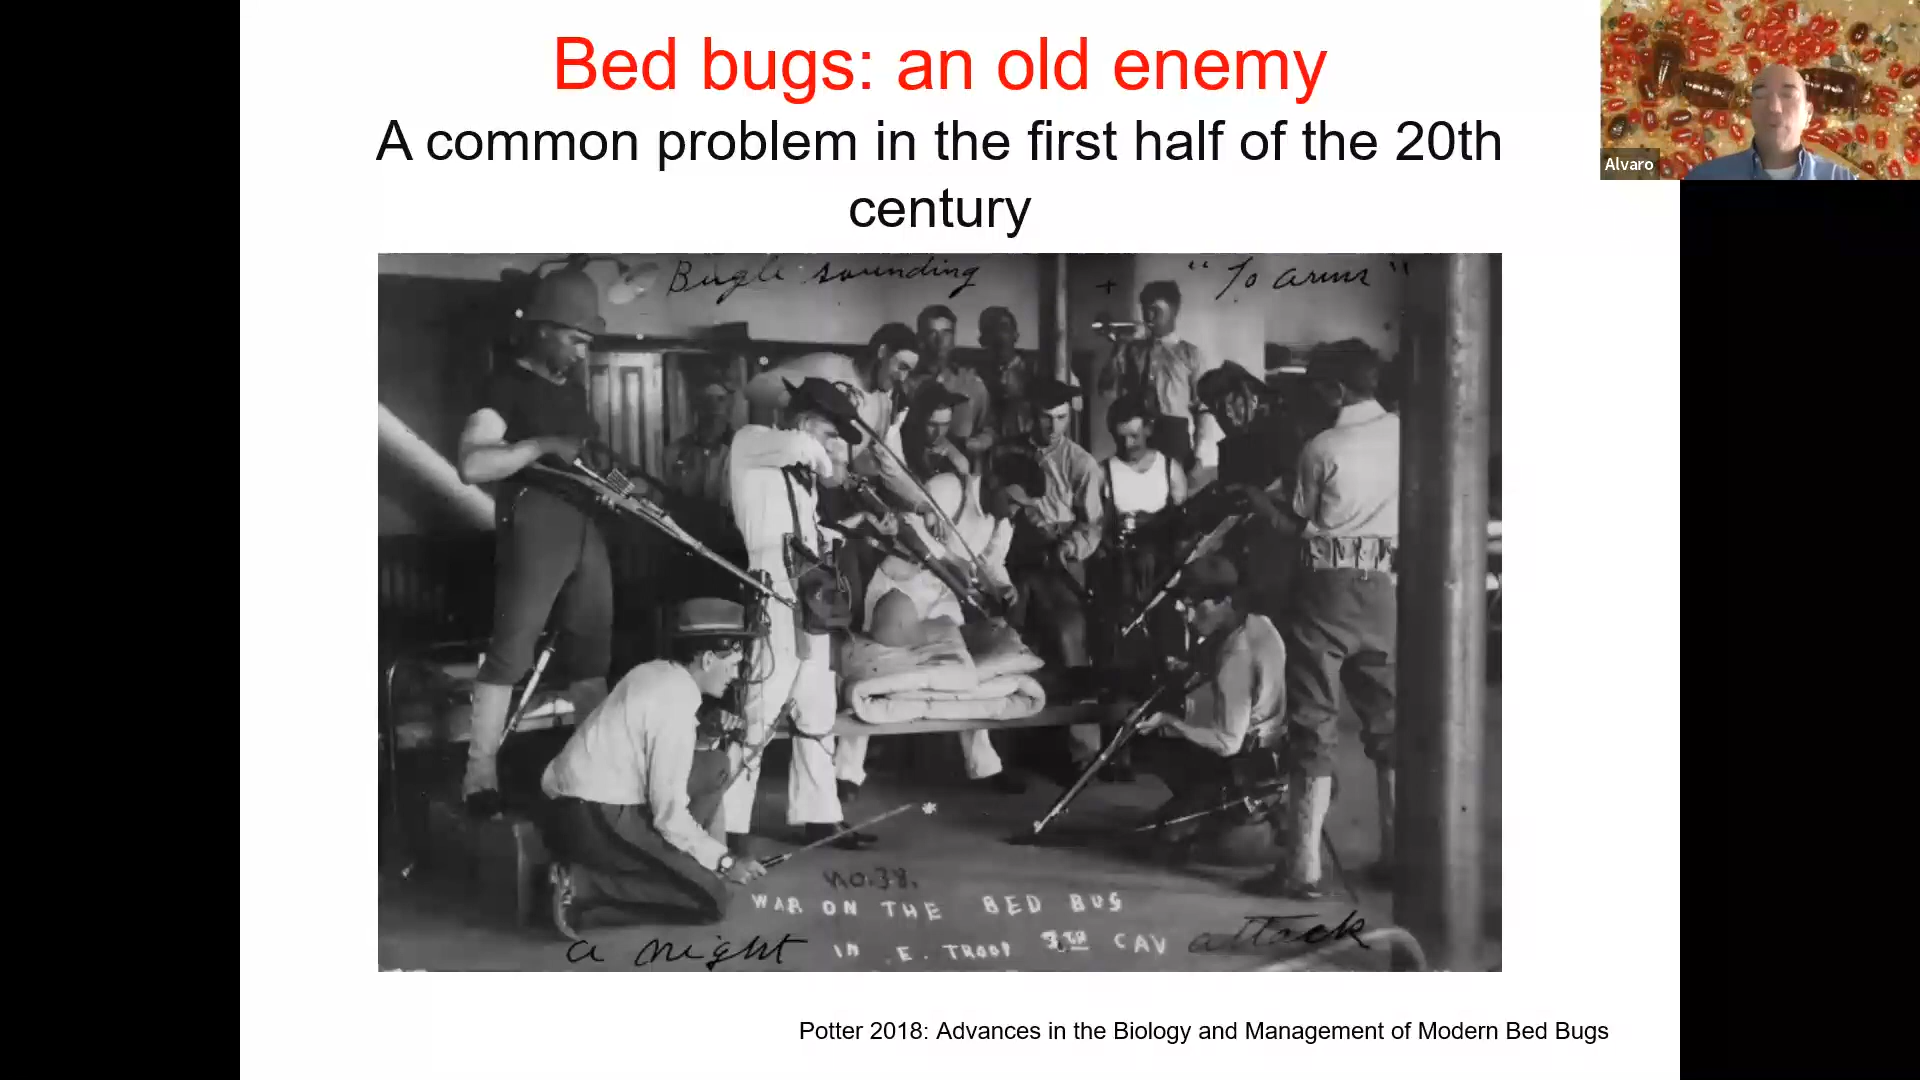 Bed bugs: an old enemy
A common problem in the first half of the 20th
century
Alvaro
Bugle sounding + "To arms"
no. 38.
WAR ON THE BED BUG
a night attack
IN E. TROOP CAV
Potter 2018: Advances in the Biology and Management of Modern Bed Bugs